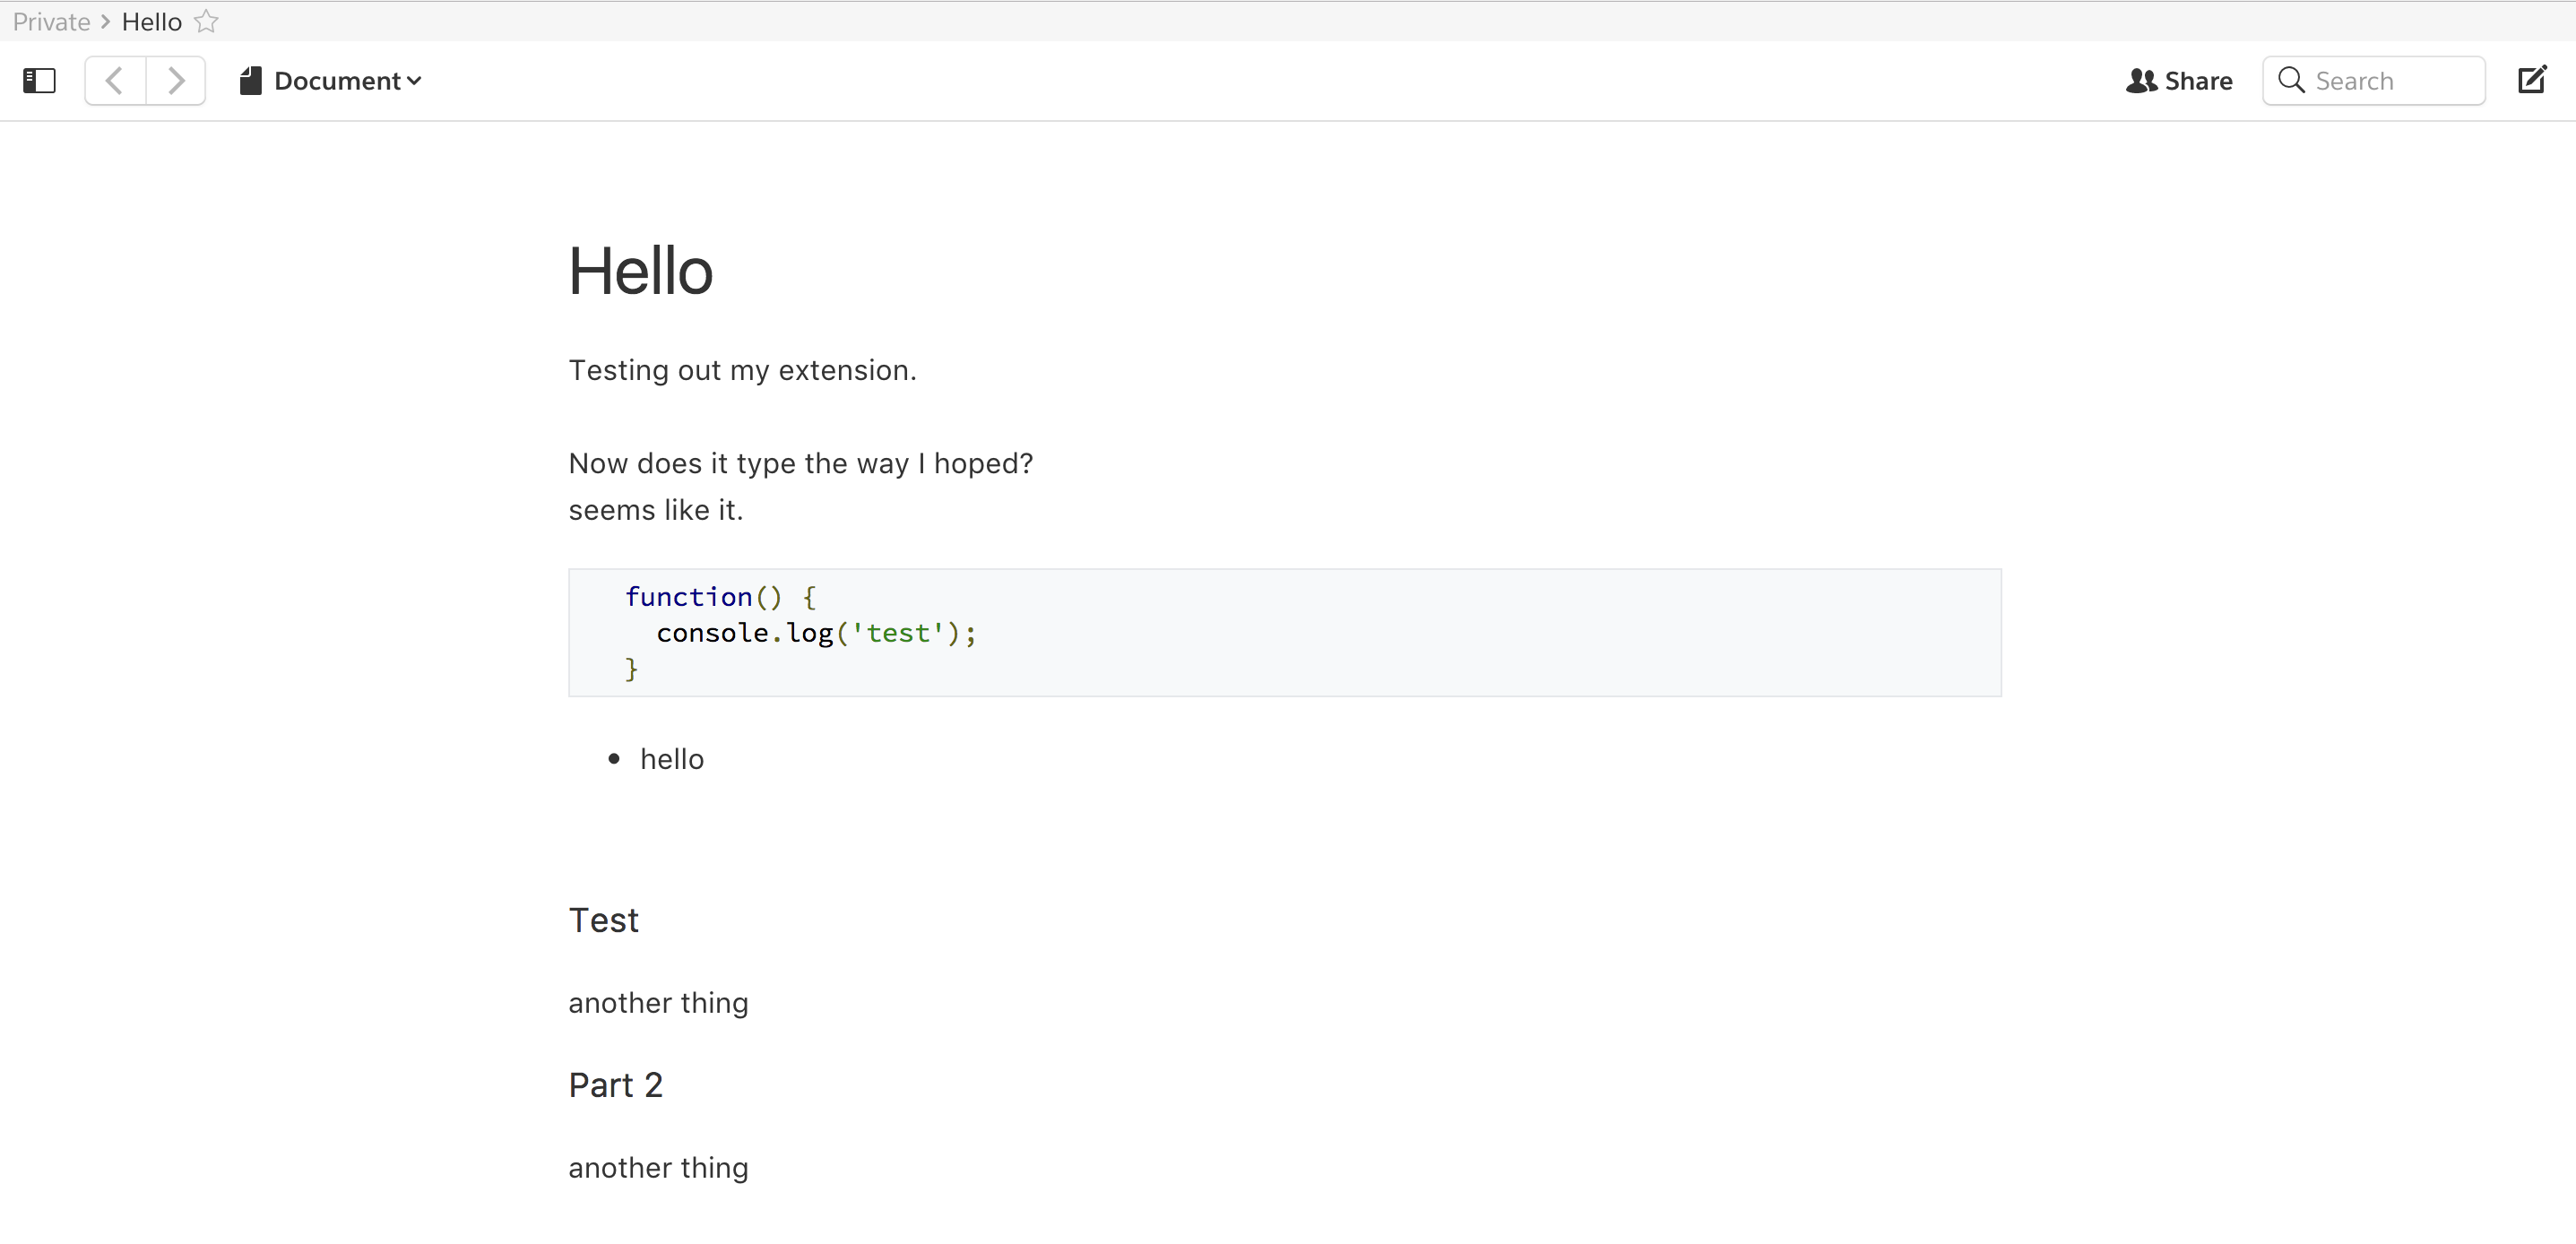 Private > Hello
Document
Share
Search
Hello
Testing out my extension.
Now does it type the way I hoped?
seems like it.
function() {
  console.log('test');
}
• hello
Test
another thing
Part 2
another thing